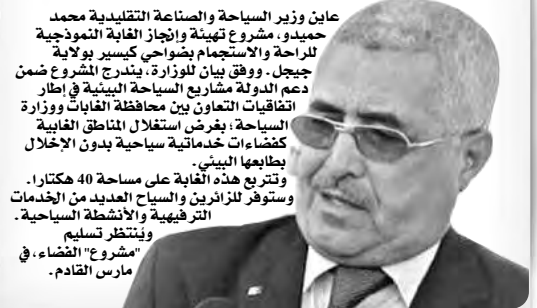 عاين وزير السياحة والصناعة التقليدية محمد
حميدو، مشروع تهيئة وإنجاز الغابة النموذجية
للراحة والاستجمام بضواحي كيسير بولاية
جيجل. ووفق بيان للوزارة، يندرج المشروع ضمن
دعم الدولة مشاريع السياحة البيئية في إطار
اتفاقيات التعاون بين محافظة الغابات ووزارة
السياحة؛ بغرض استغلال المناطق الغابية
كفضاءات خدماتية سياحية بدون الإخلال
بطابعها البيئي.
وتتربع هذه الغابة على مساحة 40 هكتارا.
وستوفر للزائرين والسياح العديد من الخدمات
الترفيهية والأنشطة السياحية.
ويُنتظر تسليم
"مشروع" الفضاء، في
مارس القادم.